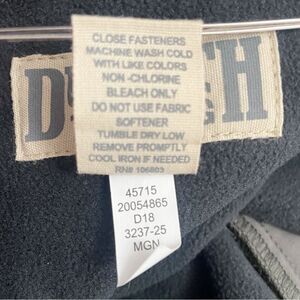 CLOSE FASTENERS
MACHINE WASH COLD
WITH LIKE COLORS
NON-CHLORINE
BLEACH ONLY
DO NOT USE FABRIC
SOFTENER
TUMBLE DRY LOW
REMOVE PROMPTLY
COOL IRON IF NEEDED
RN# 106803
D
H
45715
20054865
D18
3237-25
MGN